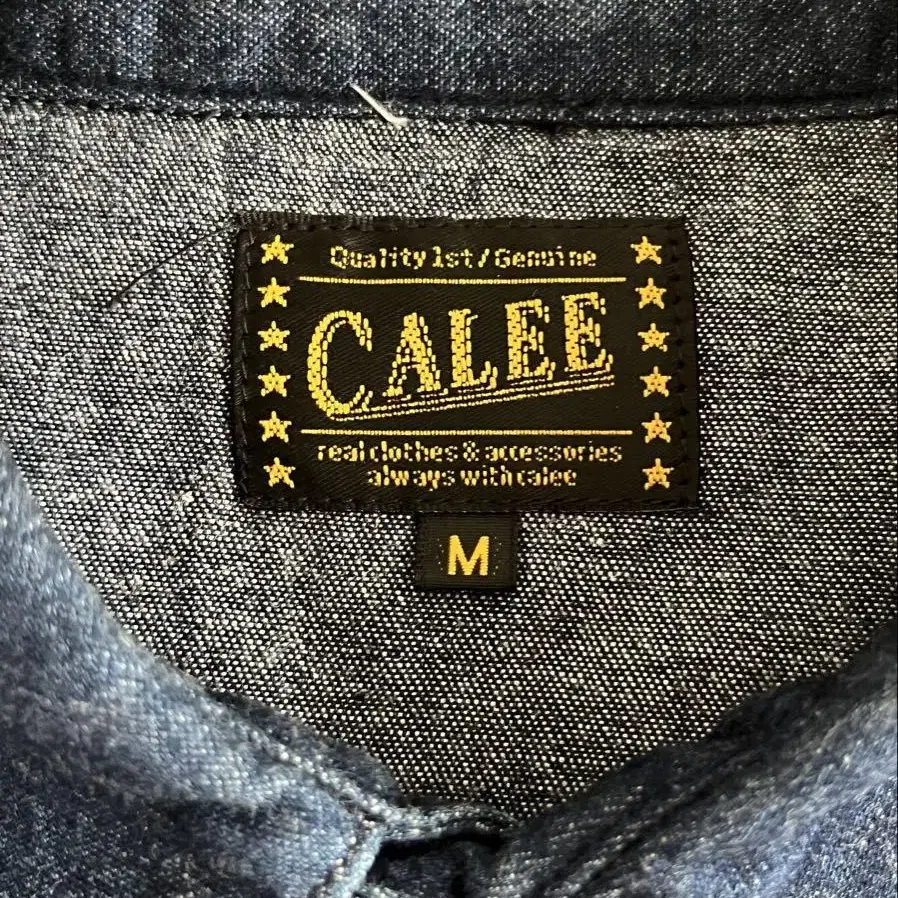 Quality 1st/Genuine
CALEE
real clothes & accessories
always with calee
M